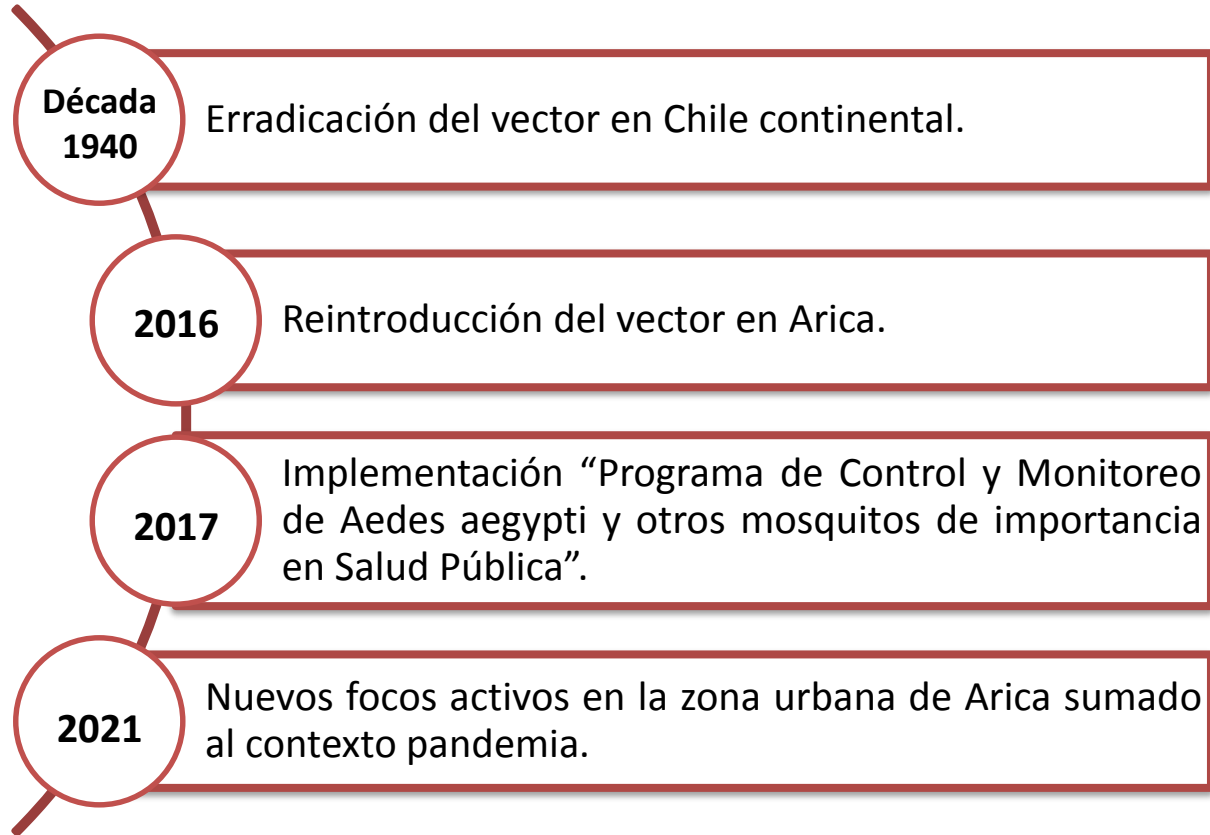 Década
1940
Erradicación del vector en Chile continental.
2016
Reintroducción del vector en Arica.
2017
Implementación “Programa de Control y Monitoreo
de Aedes aegypti y otros mosquitos de importancia
en Salud Pública”.
2021
Nuevos focos activos en la zona urbana de Arica sumado
al contexto pandemia.